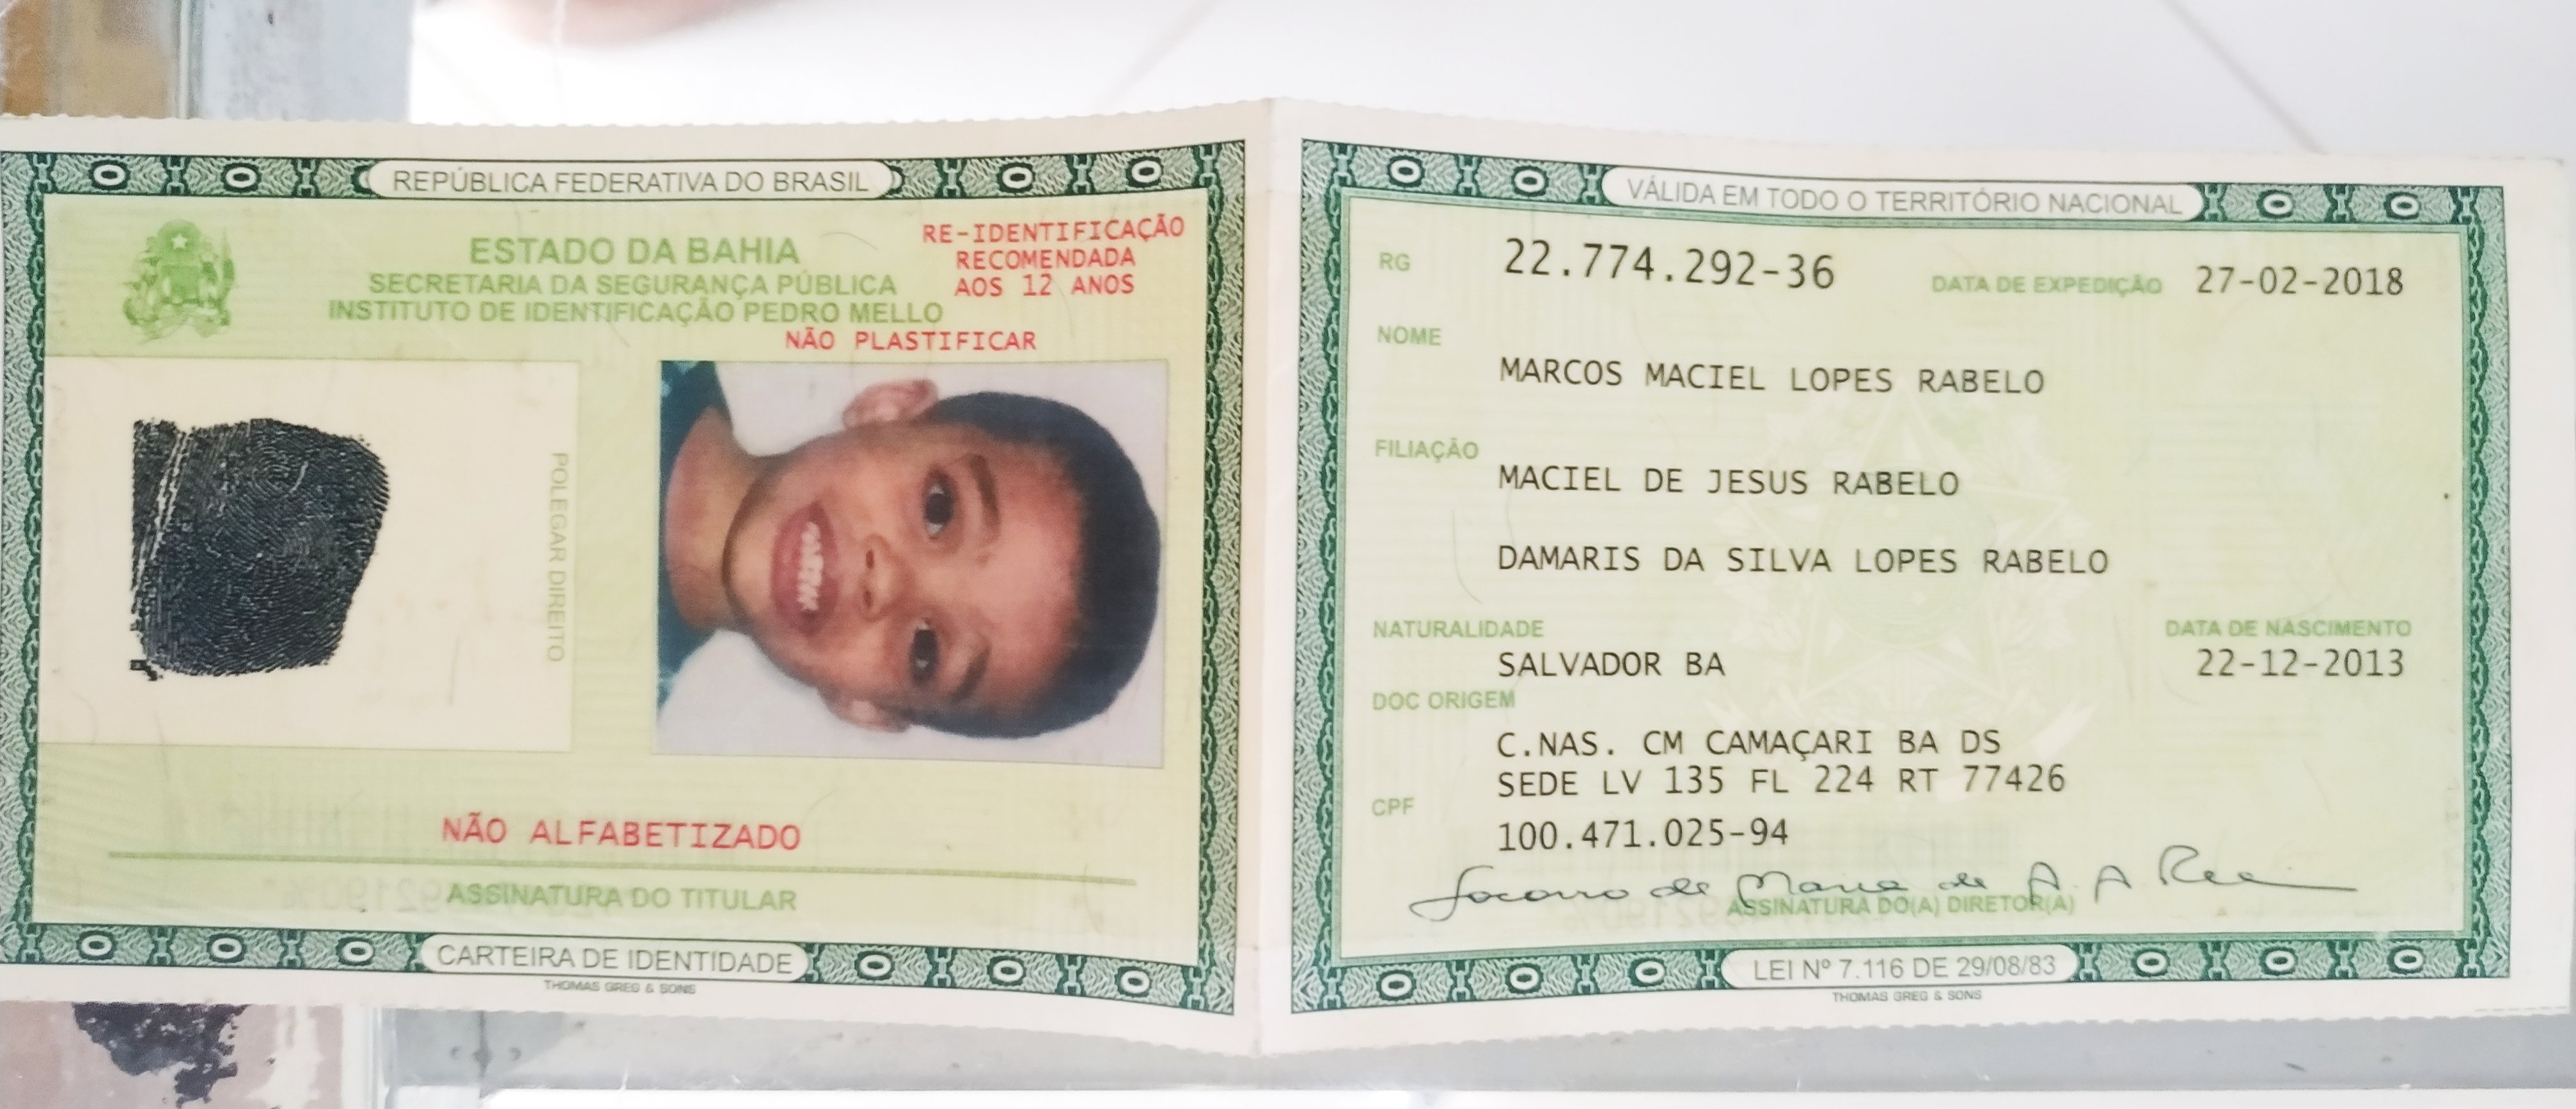 REPÚBLICA FEDERATIVA DO BRASIL
ESTADO DA BAHIA
SECRETARIA DA SEGURANÇA PÚBLICA
INSTITUTO DE IDENTIFICAÇÃO PEDRO MELLO
RE-IDENTIFICAÇÃO
RECOMENDADA
AOS 12 ANOS
NÃO PLASTIFICAR
POLEGAR DIREITO
NÃO ALFABETIZADO
ASSINATURA DO TITULAR
CARTEIRA DE IDENTIDADE
THOMAS GREG & SONS
VÁLIDA EM TODO O TERRITÓRIO NACIONAL
RG 22.774.292-36 DATA DE EXPEDIÇÃO 27-02-2018
NOME
MARCOS MACIEL LOPES RABELO
FILIAÇÃO
MACIEL DE JESUS RABELO
DAMARIS DA SILVA LOPES RABELO
NATURALIDADE DATA DE NASCIMENTO
SALVADOR BA 22-12-2013
DOC ORIGEM
C.NAS. CM CAMAÇARI BA DS
SEDE LV 135 FL 224 RT 77426
CPF
100.471.025-94
Socorro de Maria de A. A
ASSINATURA DO(A) DIRETOR(A)
LEI Nº 7.116 DE 29/08/83
THOMAS GREG & SONS